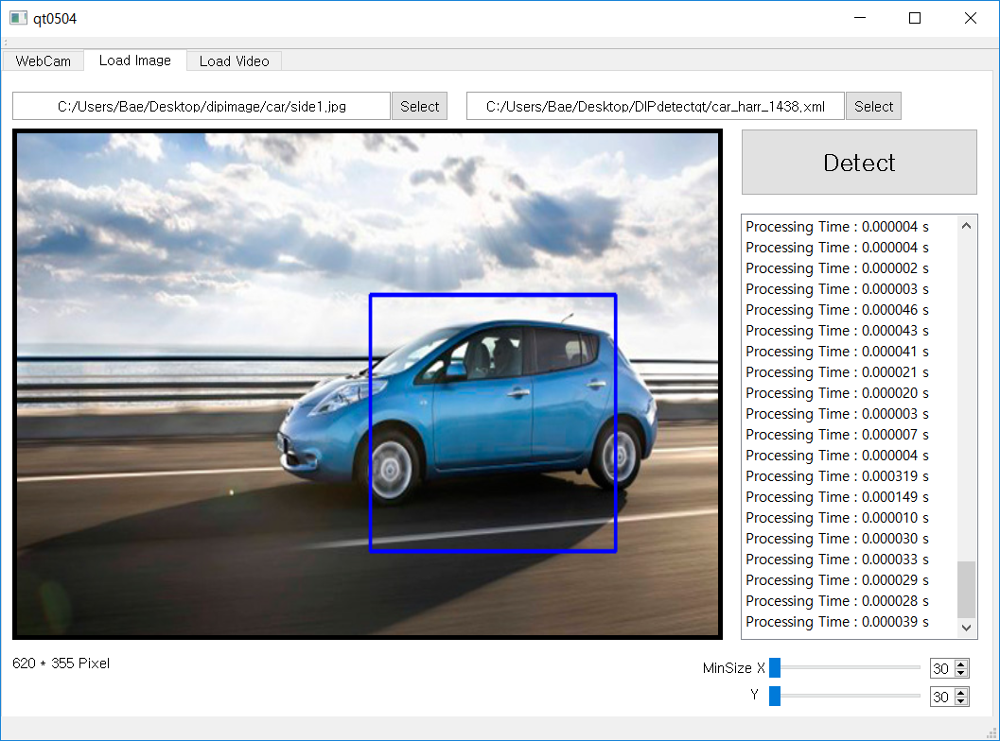 qt0504
WebCam Load Image Load Video
C:/Users/Bae/Desktop/dipimage/car/side1.jpg Select C:/Users/Bae/Desktop/DIPdetectqt/car_harr_1438.xml Select
Detect
Processing Time : 0.000004 s
Processing Time : 0.000004 s
Processing Time : 0.000002 s
Processing Time : 0.000003 s
Processing Time : 0.000046 s
Processing Time : 0.000043 s
Processing Time : 0.000041 s
Processing Time : 0.000021 s
Processing Time : 0.000020 s
Processing Time : 0.000003 s
Processing Time : 0.000007 s
Processing Time : 0.000004 s
Processing Time : 0.000319 s
Processing Time : 0.000149 s
Processing Time : 0.000010 s
Processing Time : 0.000030 s
Processing Time : 0.000033 s
Processing Time : 0.000029 s
Processing Time : 0.000028 s
Processing Time : 0.000039 s
620 * 355 Pixel
MinSize X 30
Y 30